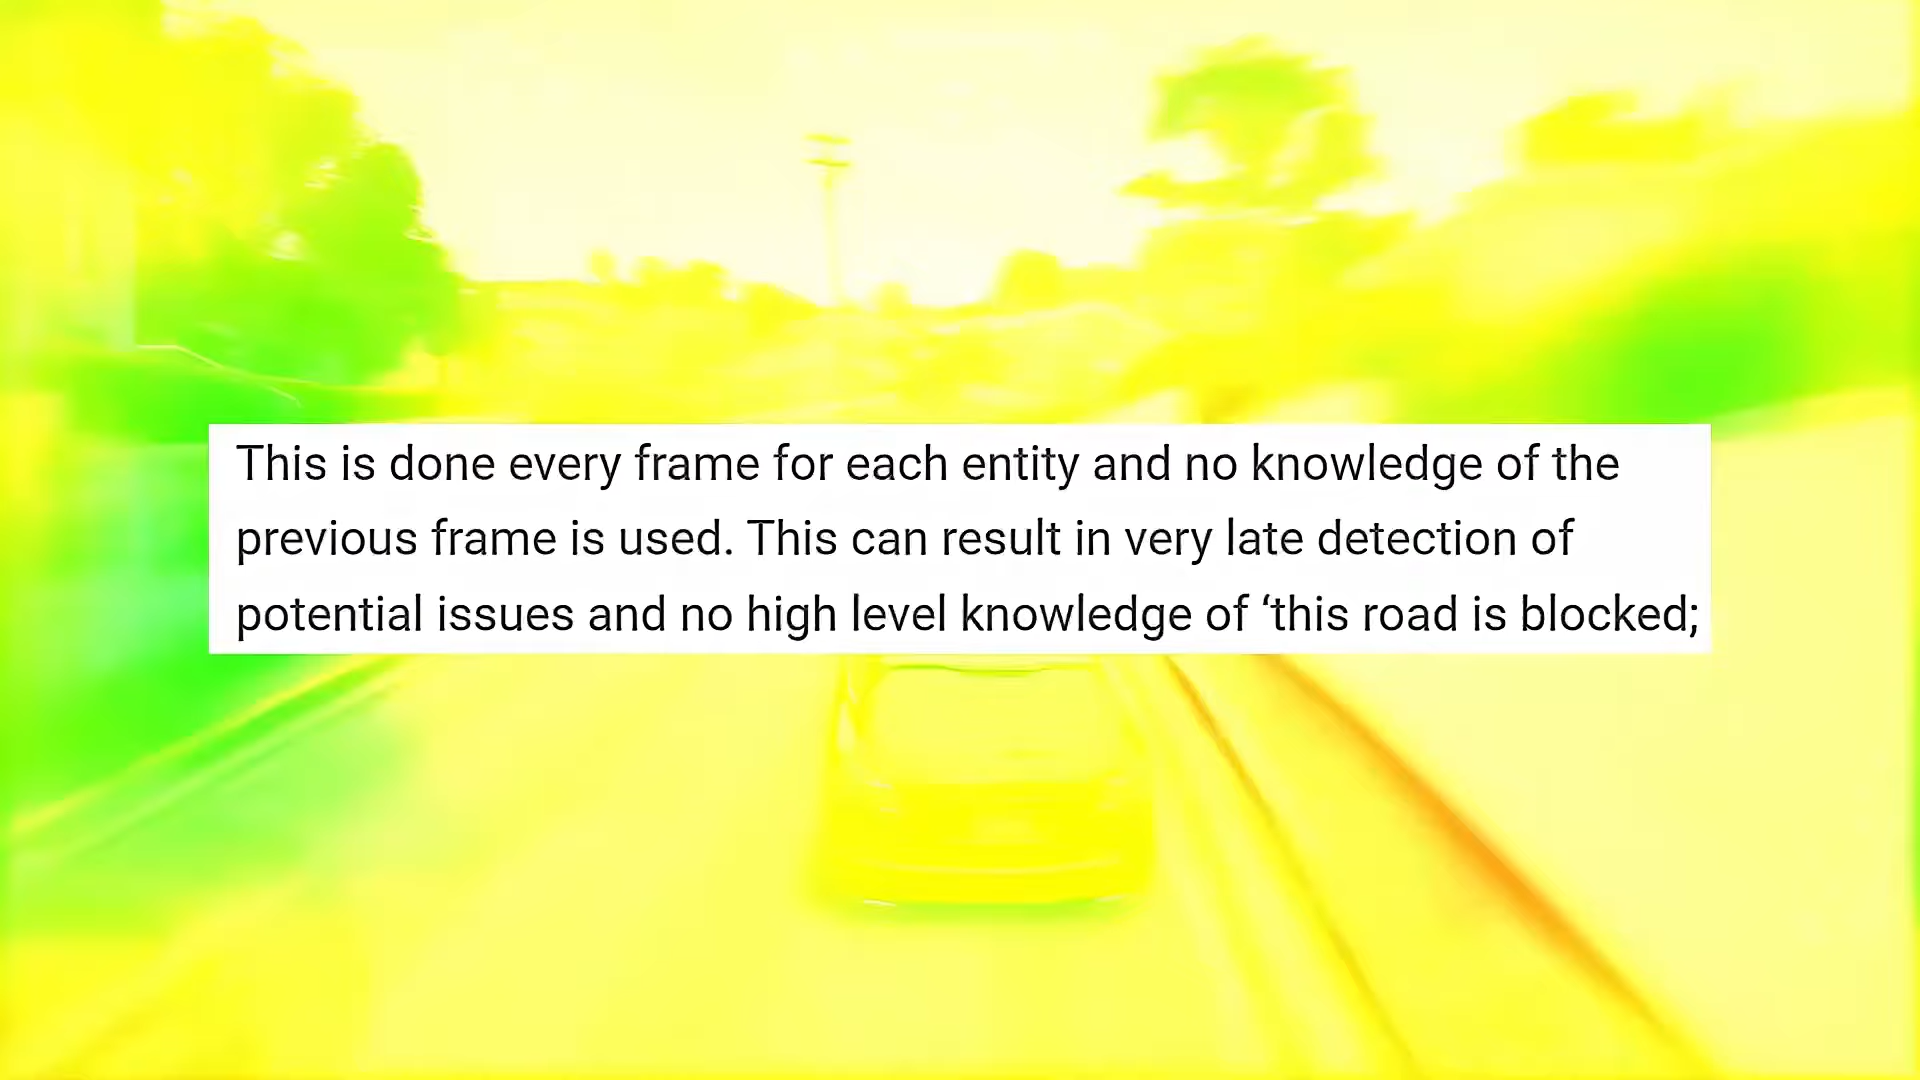 This is done every frame for each entity and no knowledge of the
previous frame is used. This can result in very late detection of
potential issues and no high level knowledge of ‘this road is blocked;